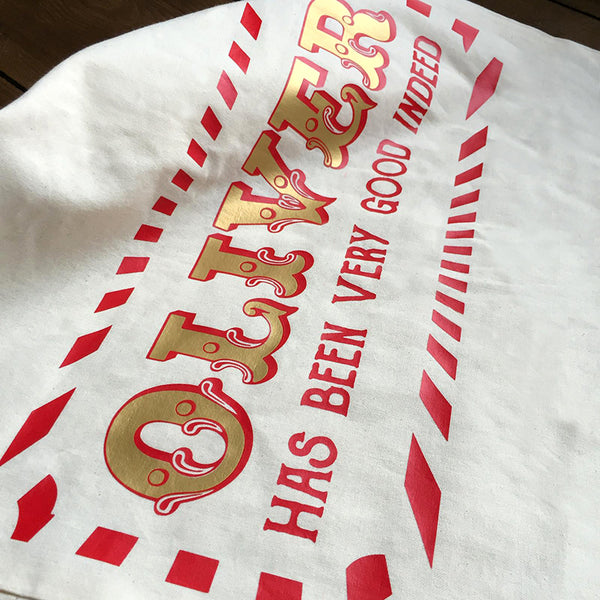 OLIVER
HAS BEEN VERY GOOD INDEED